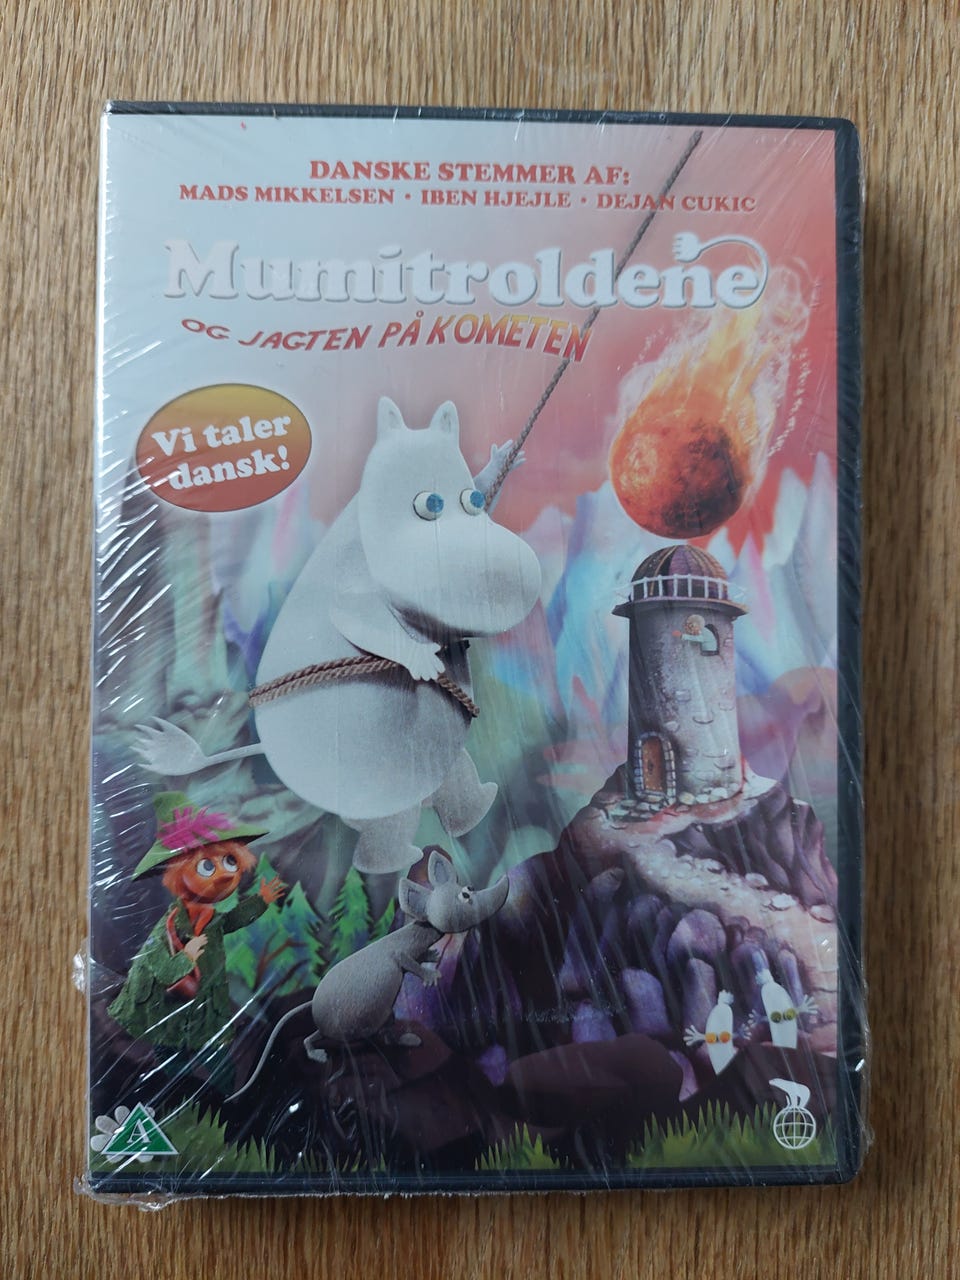 DANSKE STEMMER AF:
MADS MIKKELSEN · IBEN HJEJLE · DEJAN CUKIC
Mumitroldene
OG JAGTEN PÅ KOMETEN
Vi taler
dansk!
A